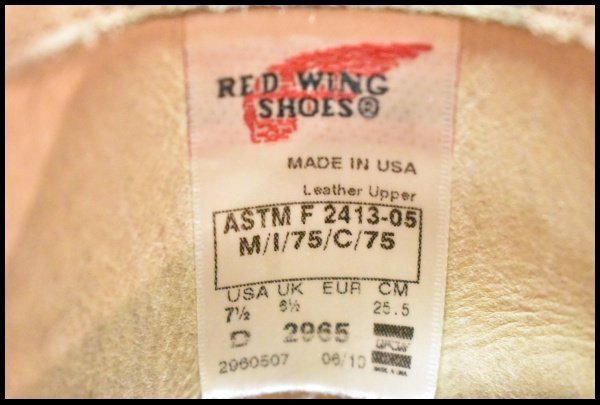 RED WING
SHOES®
MADE IN USA
Leather Upper
ASTM F 2413-05
M/I/75/C/75
USA UK EUR CM
7½ 6½ 25.5
D 2965
2960507 06/10